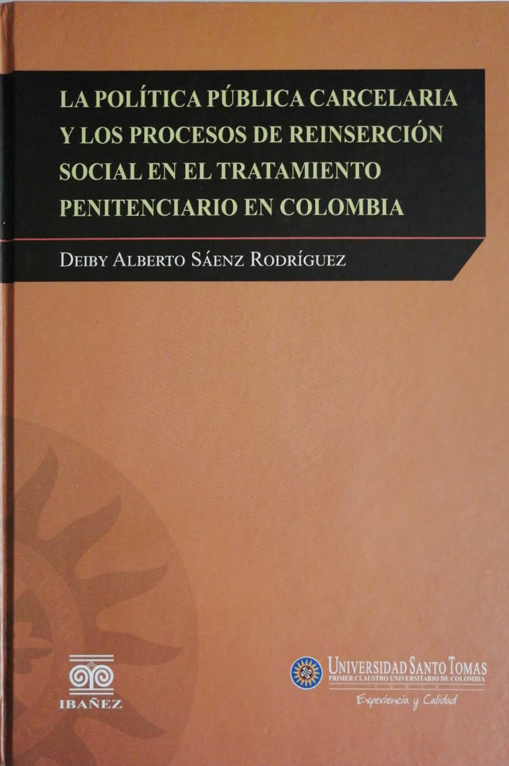 LA POLÍTICA PÚBLICA CARCELARIA
Y LOS PROCESOS DE REINSERCIÓN
SOCIAL EN EL TRATAMIENTO
PENITENCIARIO EN COLOMBIA
DEIBY ALBERTO SÁENZ RODRÍGUEZ
IBAÑEZ
UNIVERSIDAD SANTO TOMAS
PRIMER CLAUSTRO UNIVERSITARIO DE COLOMBIA
Experiencia y Calidad